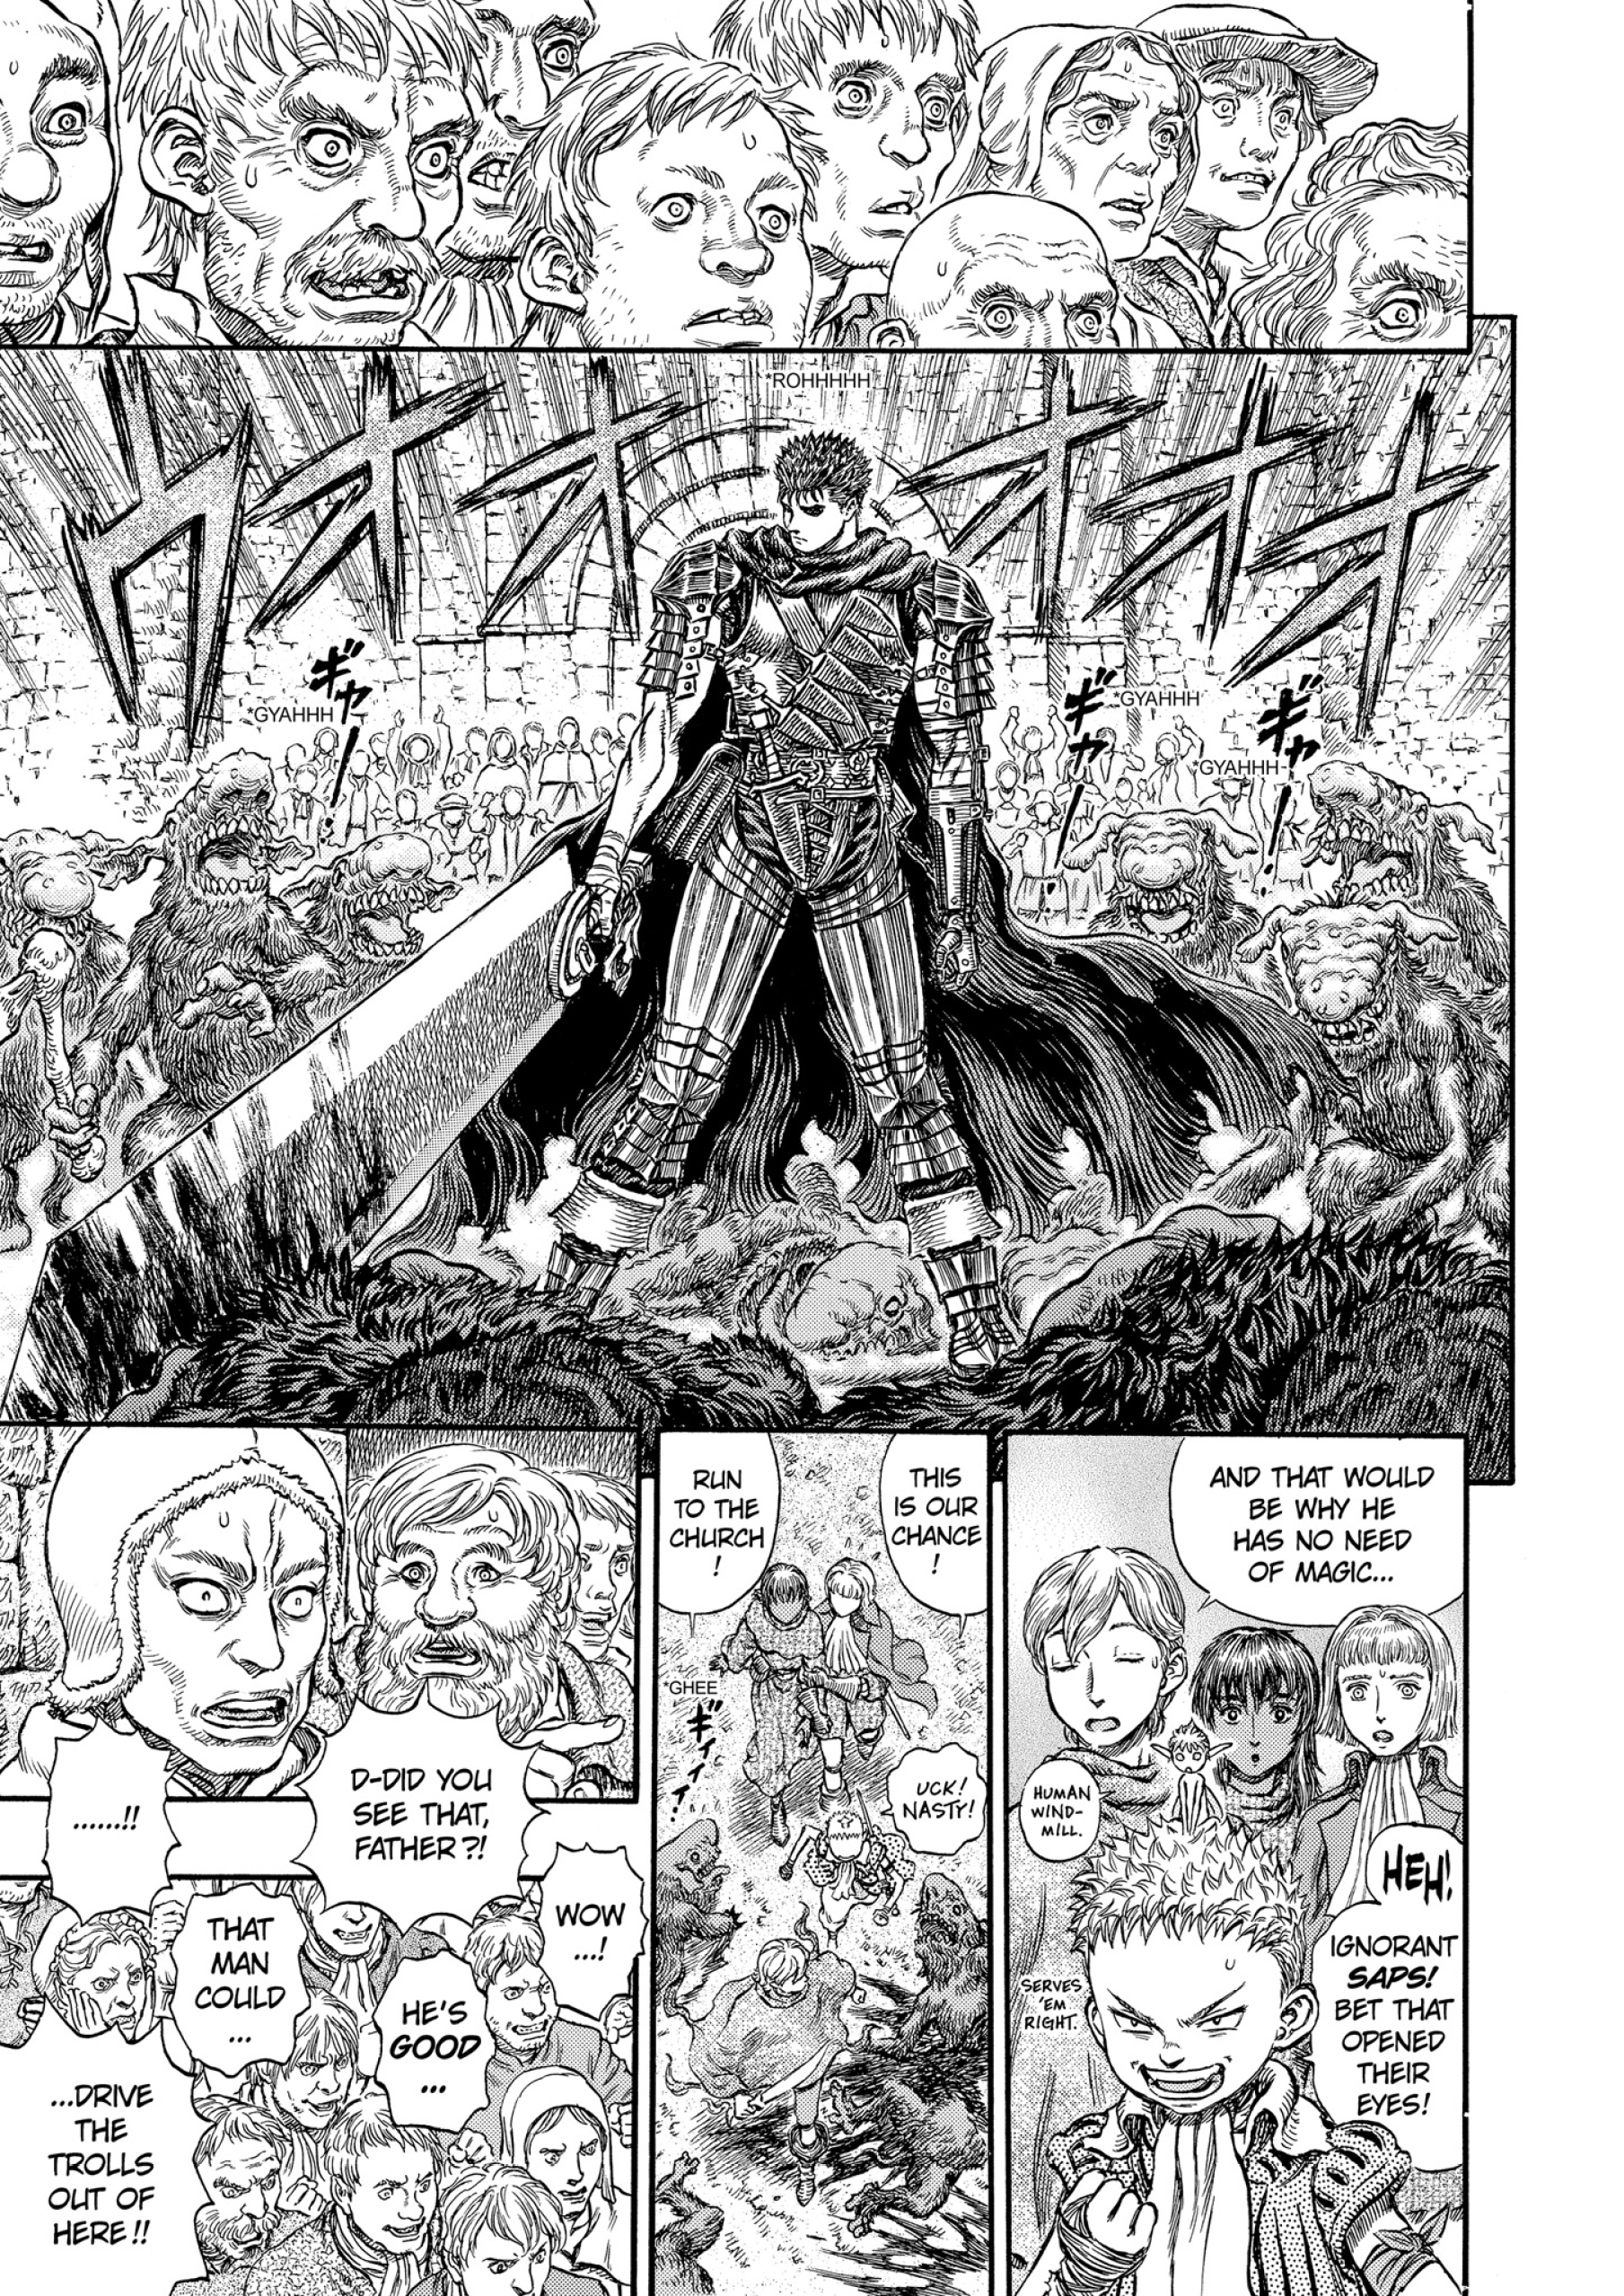 *ROHHHHH
ウオオオオオ
ギャー!
*GYAHHH
ギャー!
*GYAHHH
ギャー!
*GYAHHH
AND THAT WOULD
BE WHY HE
HAS NO NEED
OF MAGIC...
HUMAN
WIND-
MILL.
HEH!
IGNORANT
SAPS!
BET THAT
OPENED
THEIR
EYES!
SERVES
'EM
RIGHT.
THIS
IS OUR
CHANCE
!
RUN
TO THE
CHURCH
!
*GHEE
ギィィィ!
UCK!
NASTY!
D-DID YOU
SEE THAT,
FATHER?!
......!!
WOW
...!
HE'S
GOOD
...
THAT
MAN
COULD
...
...DRIVE
THE
TROLLS
OUT OF
HERE!!